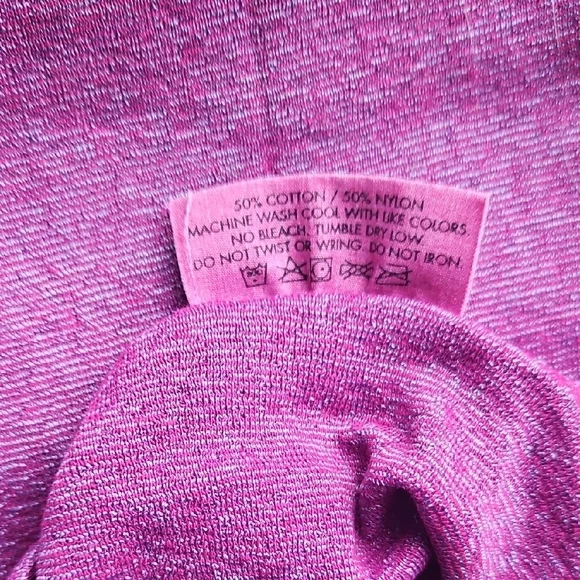 50% COTTON / 50% NYLON
MACHINE WASH COOL WITH LIKE COLORS
NO BLEACH. TUMBLE DRY LOW.
DO NOT TWIST OR WRING. DO NOT IRON.